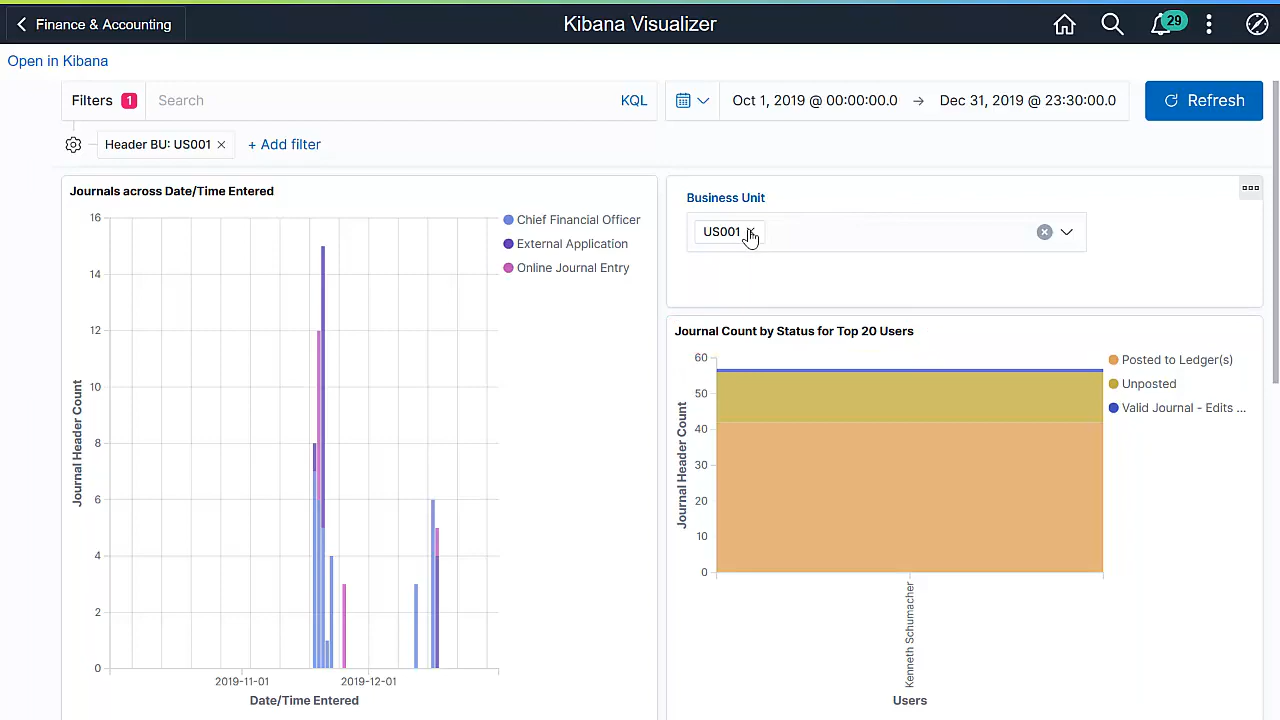 Finance & Accounting
Kibana Visualizer
29
Open in Kibana
Filters 1
Search
KQL
Oct 1, 2019 @ 00:00:00.0 → Dec 31, 2019 @ 23:30:00.0
Refresh
Header BU: US001 ×
+ Add filter
Journals across Date/Time Entered
16
14
12
10
8
6
4
2
0
Journal Header Count
2019-11-01
2019-12-01
Date/Time Entered
Chief Financial Officer
External Application
Online Journal Entry
Business Unit
US001
Journal Count by Status for Top 20 Users
60
50
40
30
20
10
0
Journal Header Count
Kenneth Schumacher
Users
Posted to Ledger(s)
Unposted
Valid Journal - Edits ...